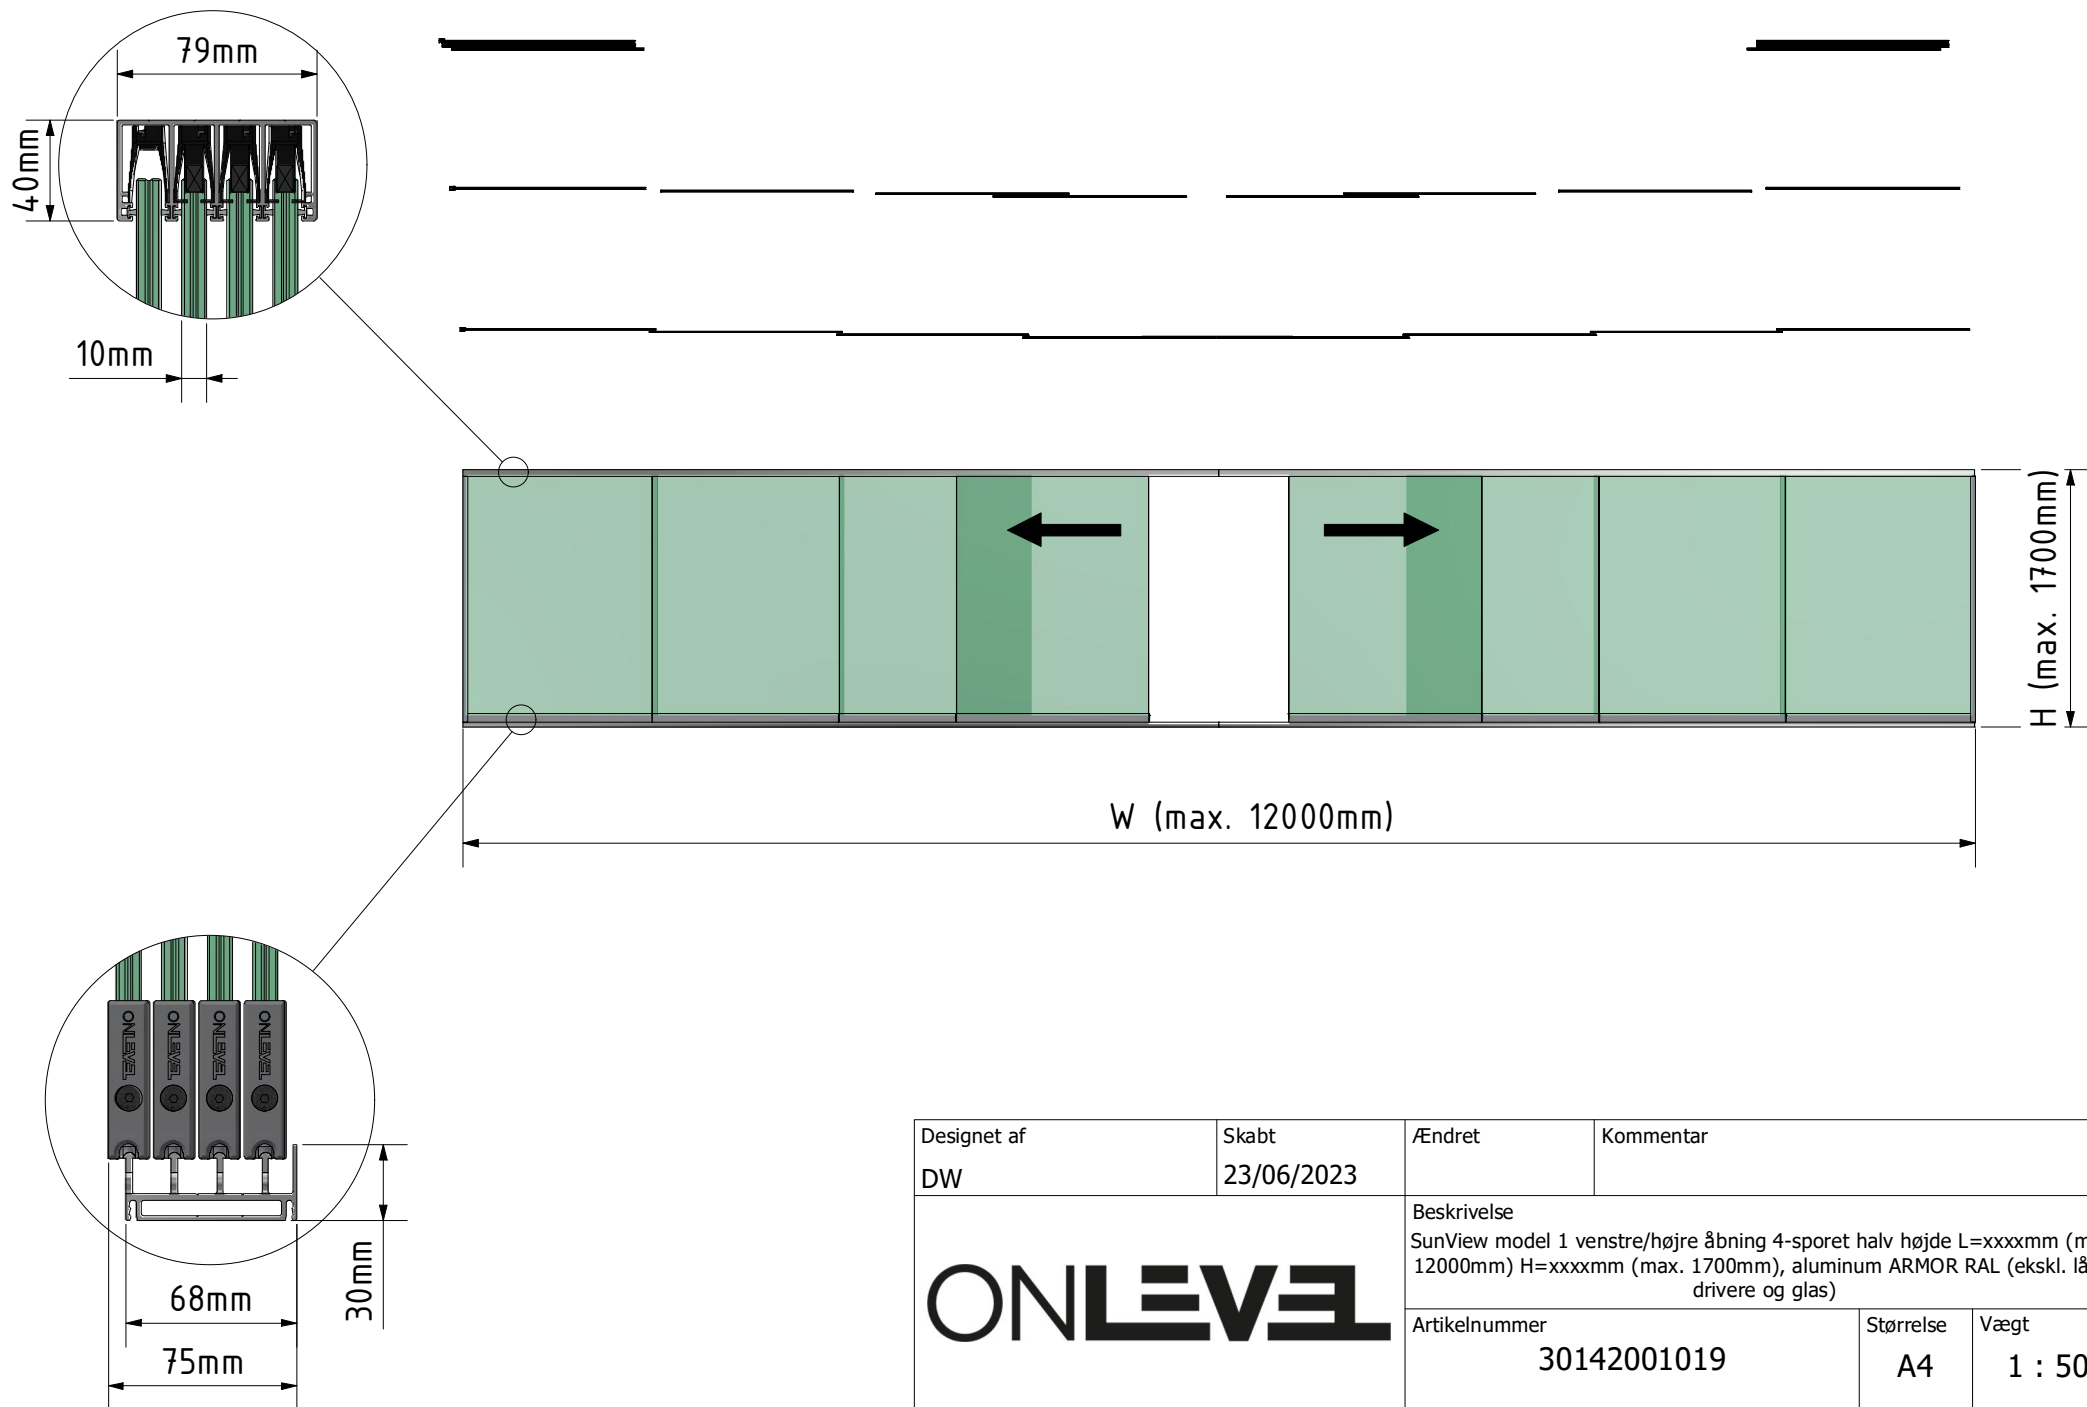 79mm
40mm
10mm
H (max. 1700mm)
W (max. 12000mm)
ONLEVEL ONLEVEL ONLEVEL ONLEVEL
30mm
68mm
75mm
Designet af
DW
Skabt
23/06/2023
Ændret
Kommentar
ONLEVEL
Beskrivelse
SunView model 1 venstre/højre åbning 4-sporet halv højde L=xxxxmm
12000mm) H=xxxxmm (max. 1700mm), aluminum ARMOR RAL (ekskl.
drivere og glas)
Artikelnummer
30142001019
Størrelse
A4
Vægt
1 : 50